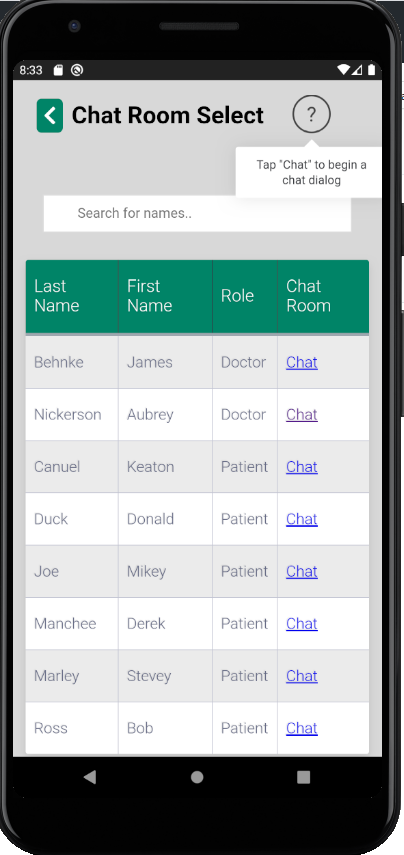 8:33
Chat Room Select
?
Tap "Chat" to begin a
chat dialog
Search for names..
Last Name First Name Role Chat Room
Behnke James Doctor Chat
Nickerson Aubrey Doctor Chat
Canuel Keaton Patient Chat
Duck Donald Patient Chat
Joe Mikey Patient Chat
Manchee Derek Patient Chat
Marley Stevey Patient Chat
Ross Bob Patient Chat